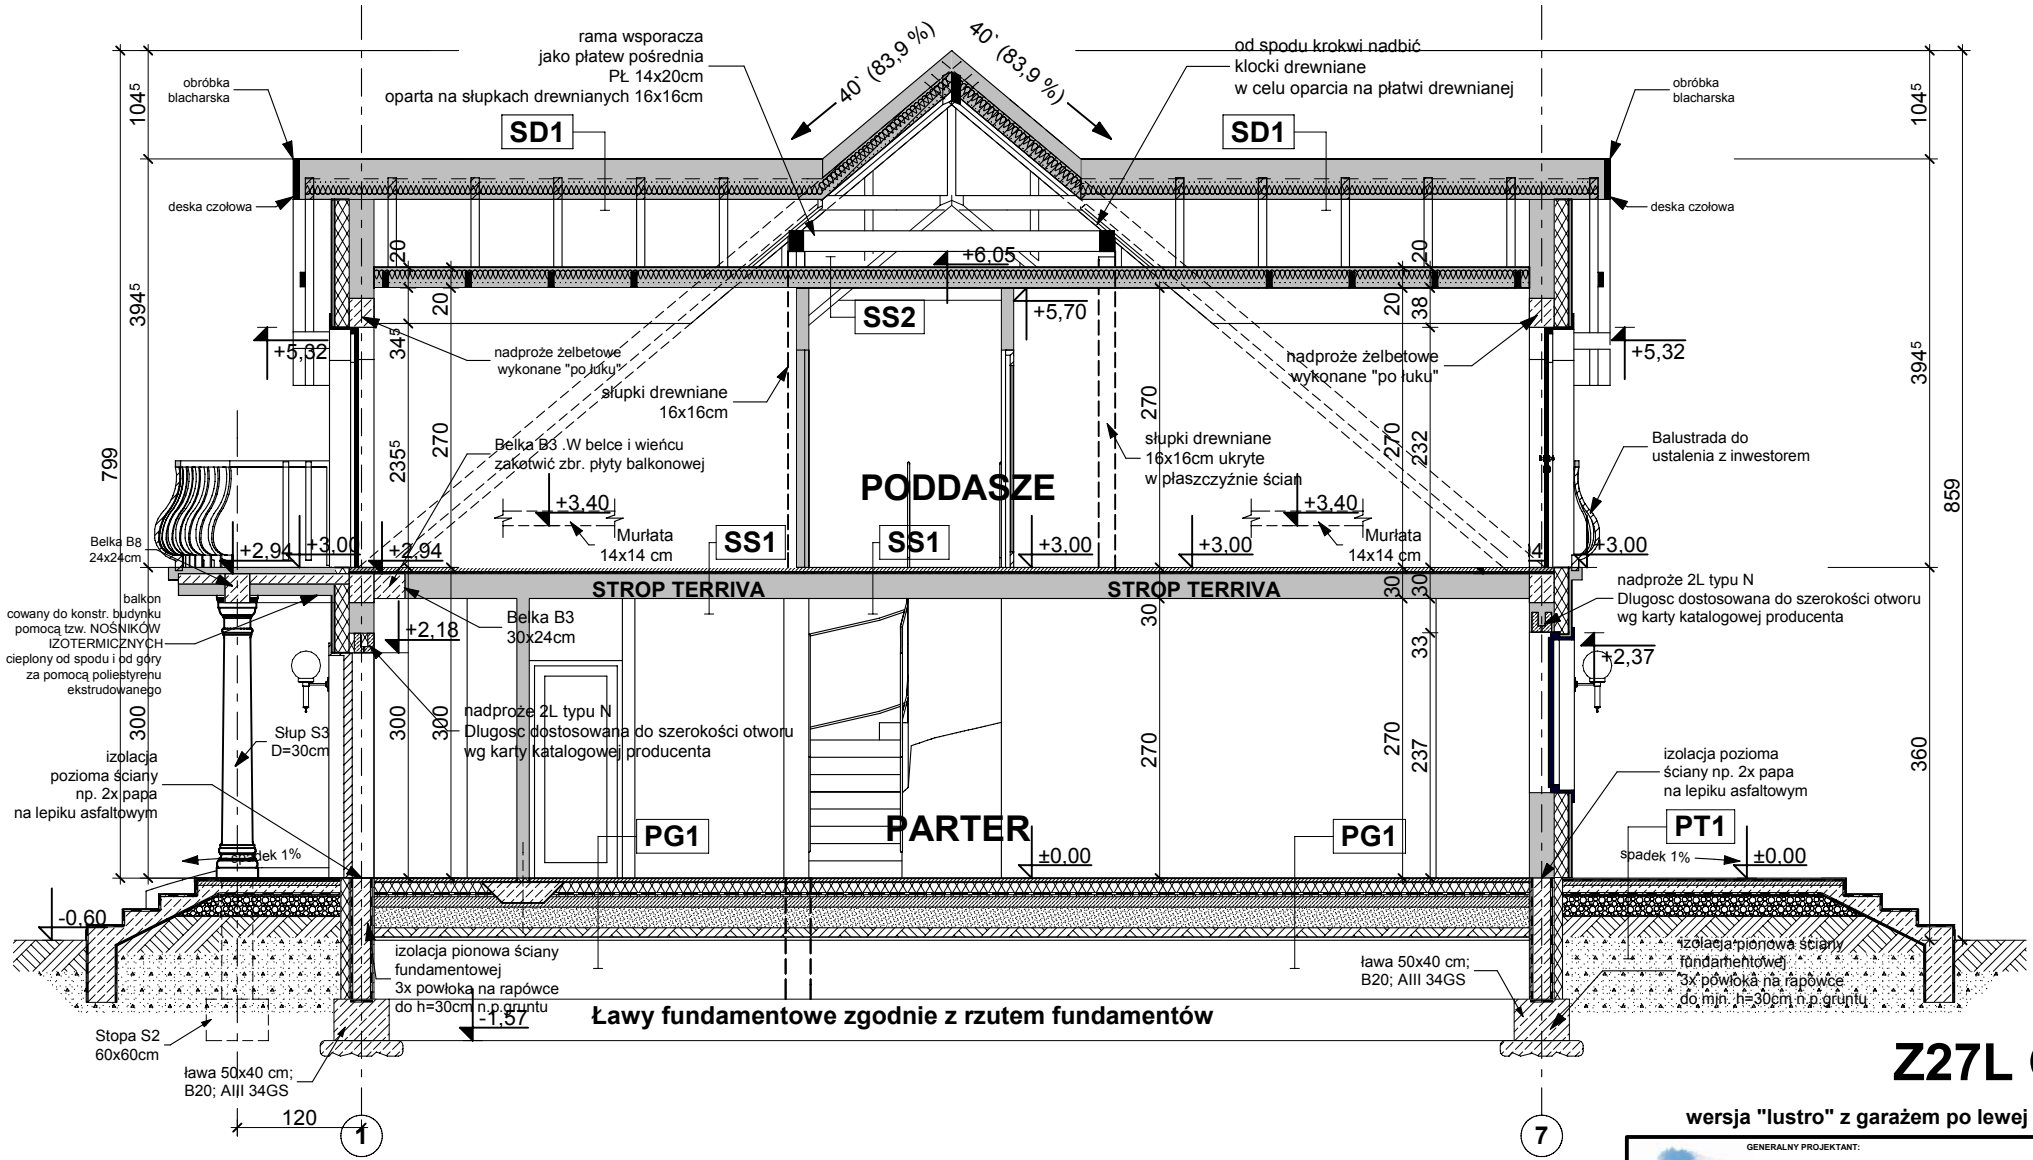 rama wsporacza
jako płatew pośrednia
PŁ 14x20cm
oparta na słupkach drewnianych 16x16cm
40` (83,9 %)
40` (83,9 %)
od spodu krokwi nadbić
klocki drewniane
w celu oparcia na płatwi drewnianej
obróbka
blacharska
obróbka
blacharska
SD1
SD1
104⁵
104⁵
deska czołowa
deska czołowa
394⁵
394⁵
799
859
20
20
20
20
38
+6,05
+5,70
SS2
+5,32
+5,32
34⁵
nadproże żelbetowe
wykonane "po łuku"
nadproże żelbetowe
wykonane "po łuku"
słupki drewniane
16x16cm
235⁵
270
270
270
232
Belka B3 .W belce i wieńcu
zakotwić zbr. płyty balkonowej
słupki drewniane
16x16cm ukryte
w płaszczyźnie ścian
Balustrada do
ustalenia z inwestorem
PODDASZE
+3,40
+3,40
Murłata
14x14 cm
Murłata
14x14 cm
SS1
SS1
Belka B8
24x24cm
+2,94
+3,00
+2,94
+3,00
+3,00
+3,00
STROP TERRIVA
STROP TERRIVA
30
30
30
nadproże 2L typu N
Dlugosc dostosowana do szerokości otworu
wg karty katalogowej producenta
balkon
cowany do konstr. budynku
pomocą tzw. NOŚNIKÓW
IZOTERMICZNYCH
cieplony od spodu i od góry
za pomocą poliestyrenu
ekstrudowanego
+2,18
Belka B3
30x24cm
33
+2,37
300
300
300
270
270
237
360
Słup S3
D=30cm
nadproże 2L typu N
Dlugosc dostosowana do szerokości otworu
wg karty katalogowej producenta
izolacja
pozioma ściany
np. 2x papa
na lepiku asfaltowym
izolacja pozioma
ściany np. 2x papa
na lepiku asfaltowym
PG1
PARTER
PG1
PT1
spadek 1%
±0,00
spadek 1%
±0,00
-0,60
izolacja pionowa ściany
fundamentowej
3x powłoka na rapówce
do h=30cm n.p.gruntu
ława 50x40 cm;
B20; AIII 34GS
izolacja pionowa ściany
fundamentowej
3x powłoka na rapówce
do min. h=30cm n.p.gruntu
-1,57
Ławy fundamentowe zgodnie z rzutem fundamentów
Stopa S2
60x60cm
ława 50x40 cm;
B20; AIII 34GS
120
1
7
Z27L
wersja "lustro" z garażem po lewej
GENERALNY PROJEKTANT: